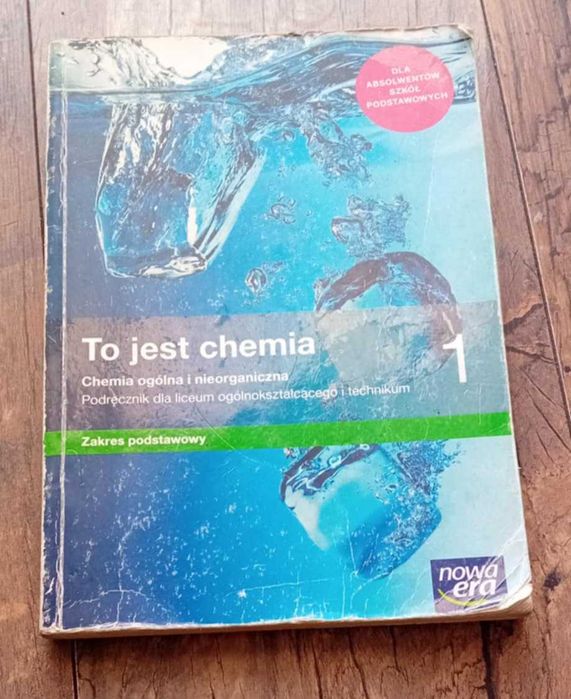 DLA
ABSOLWENTÓW
SZKÓŁ
PODSTAWOWYCH
To jest chemia
1
Chemia ogólna i nieorganiczna
Podręcznik dla liceum ogólnokształcącego i technikum
Zakres podstawowy
nowa
era